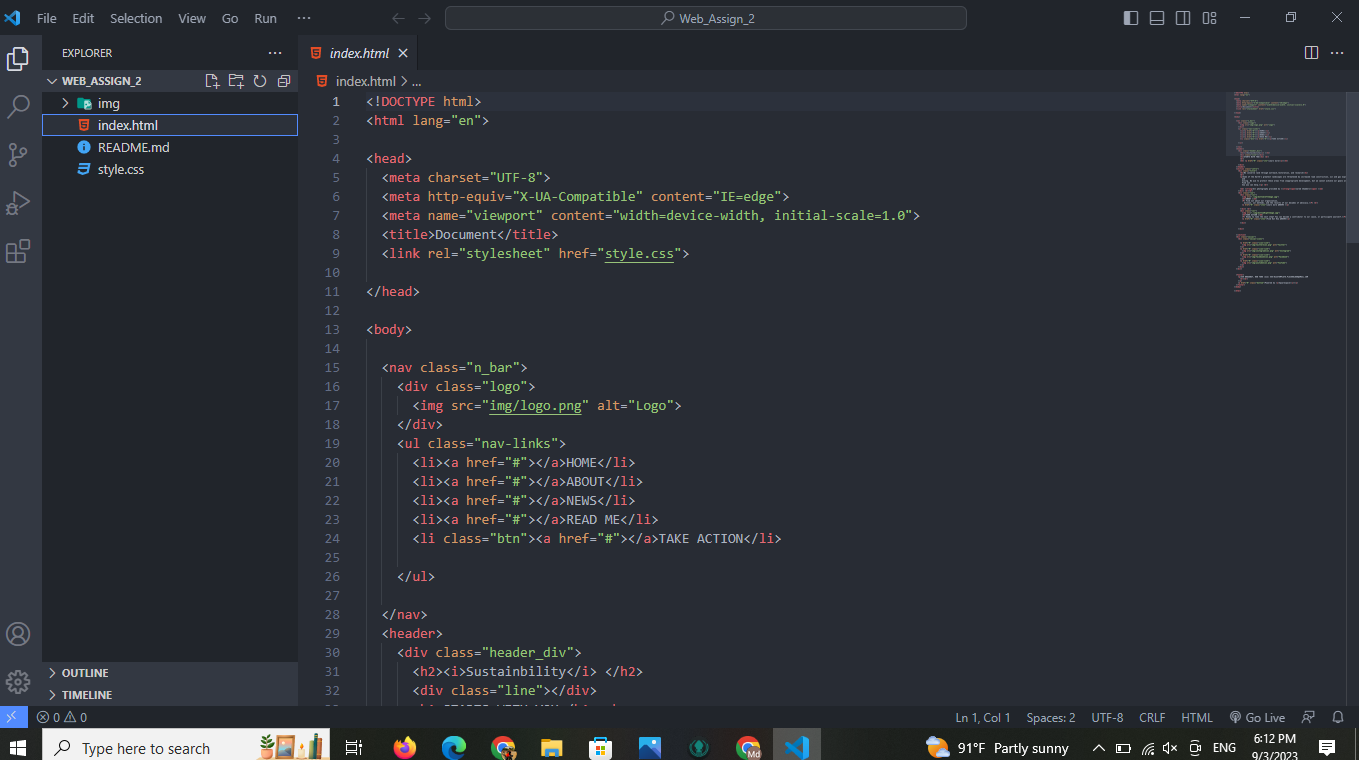 File Edit Selection View Go Run ··· Web_Assign_2
EXPLORER ···
WEB_ASSIGN_2
img
index.html
README.md
style.css
OUTLINE
TIMELINE
index.html
index.html > ...
1 <!DOCTYPE html>
2 <html lang="en">
3
4 <head>
5 <meta charset="UTF-8">
6 <meta http-equiv="X-UA-Compatible" content="IE=edge">
7 <meta name="viewport" content="width=device-width, initial-scale=1.0">
8 <title>Document</title>
9 <link rel="stylesheet" href="style.css">
10
11 </head>
12
13 <body>
14
15 <nav class="n_bar">
16 <div class="logo">
17 <img src="img/logo.png" alt="Logo">
18 </div>
19 <ul class="nav-links">
20 <li><a href="#"></a>HOME</li>
21 <li><a href="#"></a>ABOUT</li>
22 <li><a href="#"></a>NEWS</li>
23 <li><a href="#"></a>READ ME</li>
24 <li class="btn"><a href="#"></a>TAKE ACTION</li>
25
26 </ul>
27
28 </nav>
29 <header>
30 <div class="header_div">
31 <h2><i>Sustainbility</i> </h2>
32 <div class="line"></div>
0 0 Ln 1, Col 1 Spaces: 2 UTF-8 CRLF HTML Go Live
Type here to search 91°F Partly sunny ENG 6:12 PM
9/3/2023